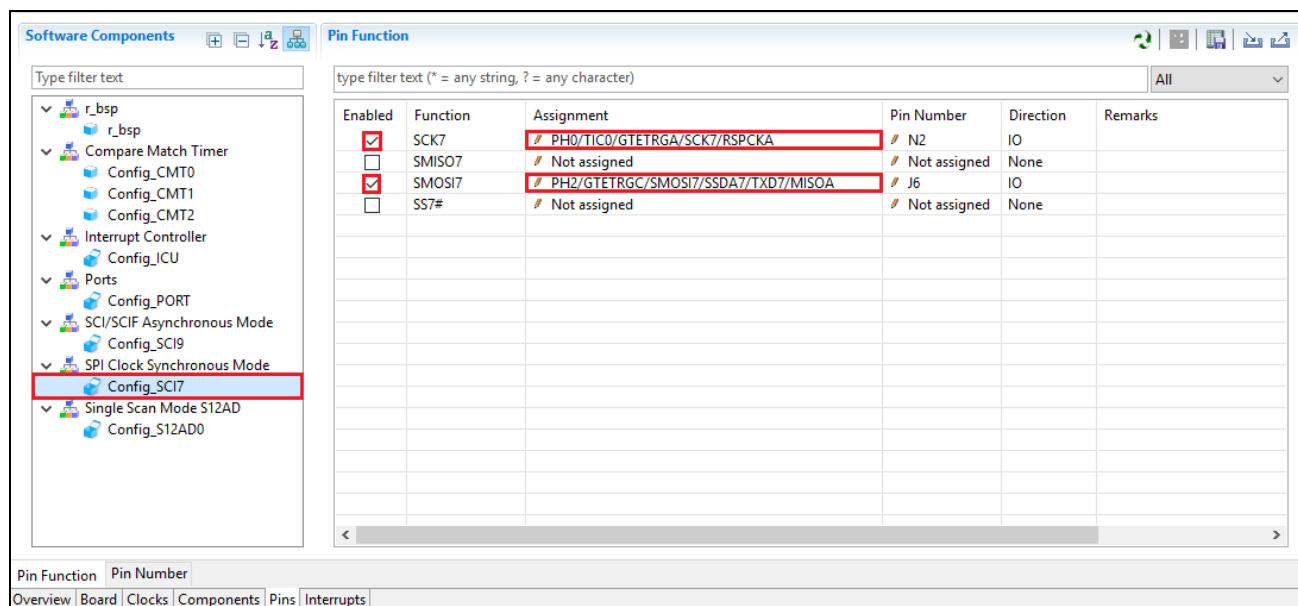 Software Components
Type filter text
r_bsp
r_bsp
Compare Match Timer
Config_CMT0
Config_CMT1
Config_CMT2
Interrupt Controller
Config_ICU
Ports
Config_PORT
SCI/SCIF Asynchronous Mode
Config_SCI9
SPI Clock Synchronous Mode
Config_SCI7
Single Scan Mode S12AD
Config_S12AD0
Pin Function
type filter text (* = any string, ? = any character)
All
Enabled Function Assignment Pin Number Direction Remarks
SCK7 PH0/TIC0/GTETRGA/SCK7/RSPCKA N2 IO
SMISO7 Not assigned Not assigned None
SMOSI7 PH2/GTETRGC/SMOSI7/SSDA7/TXD7/MISOA J6 IO
SS7# Not assigned Not assigned None
Pin Function Pin Number
Overview Board Clocks Components Pins Interrupts